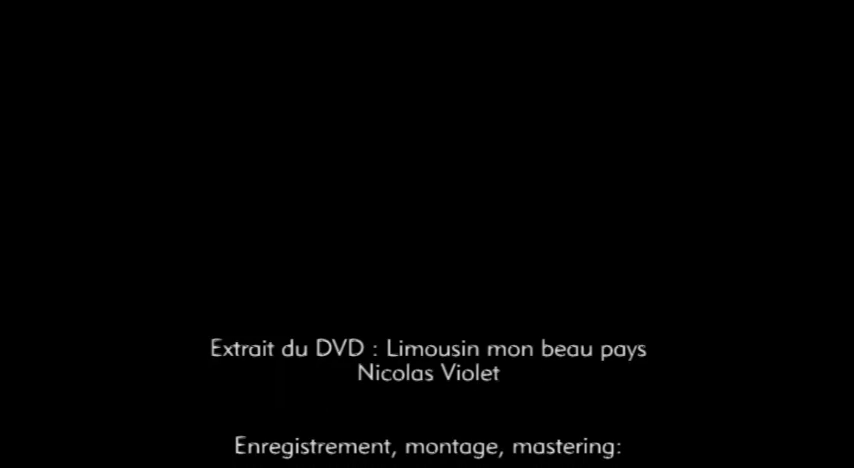 Extrait du DVD : Limousin mon beau pays
Nicolas Violet
Enregistrement, montage, mastering: